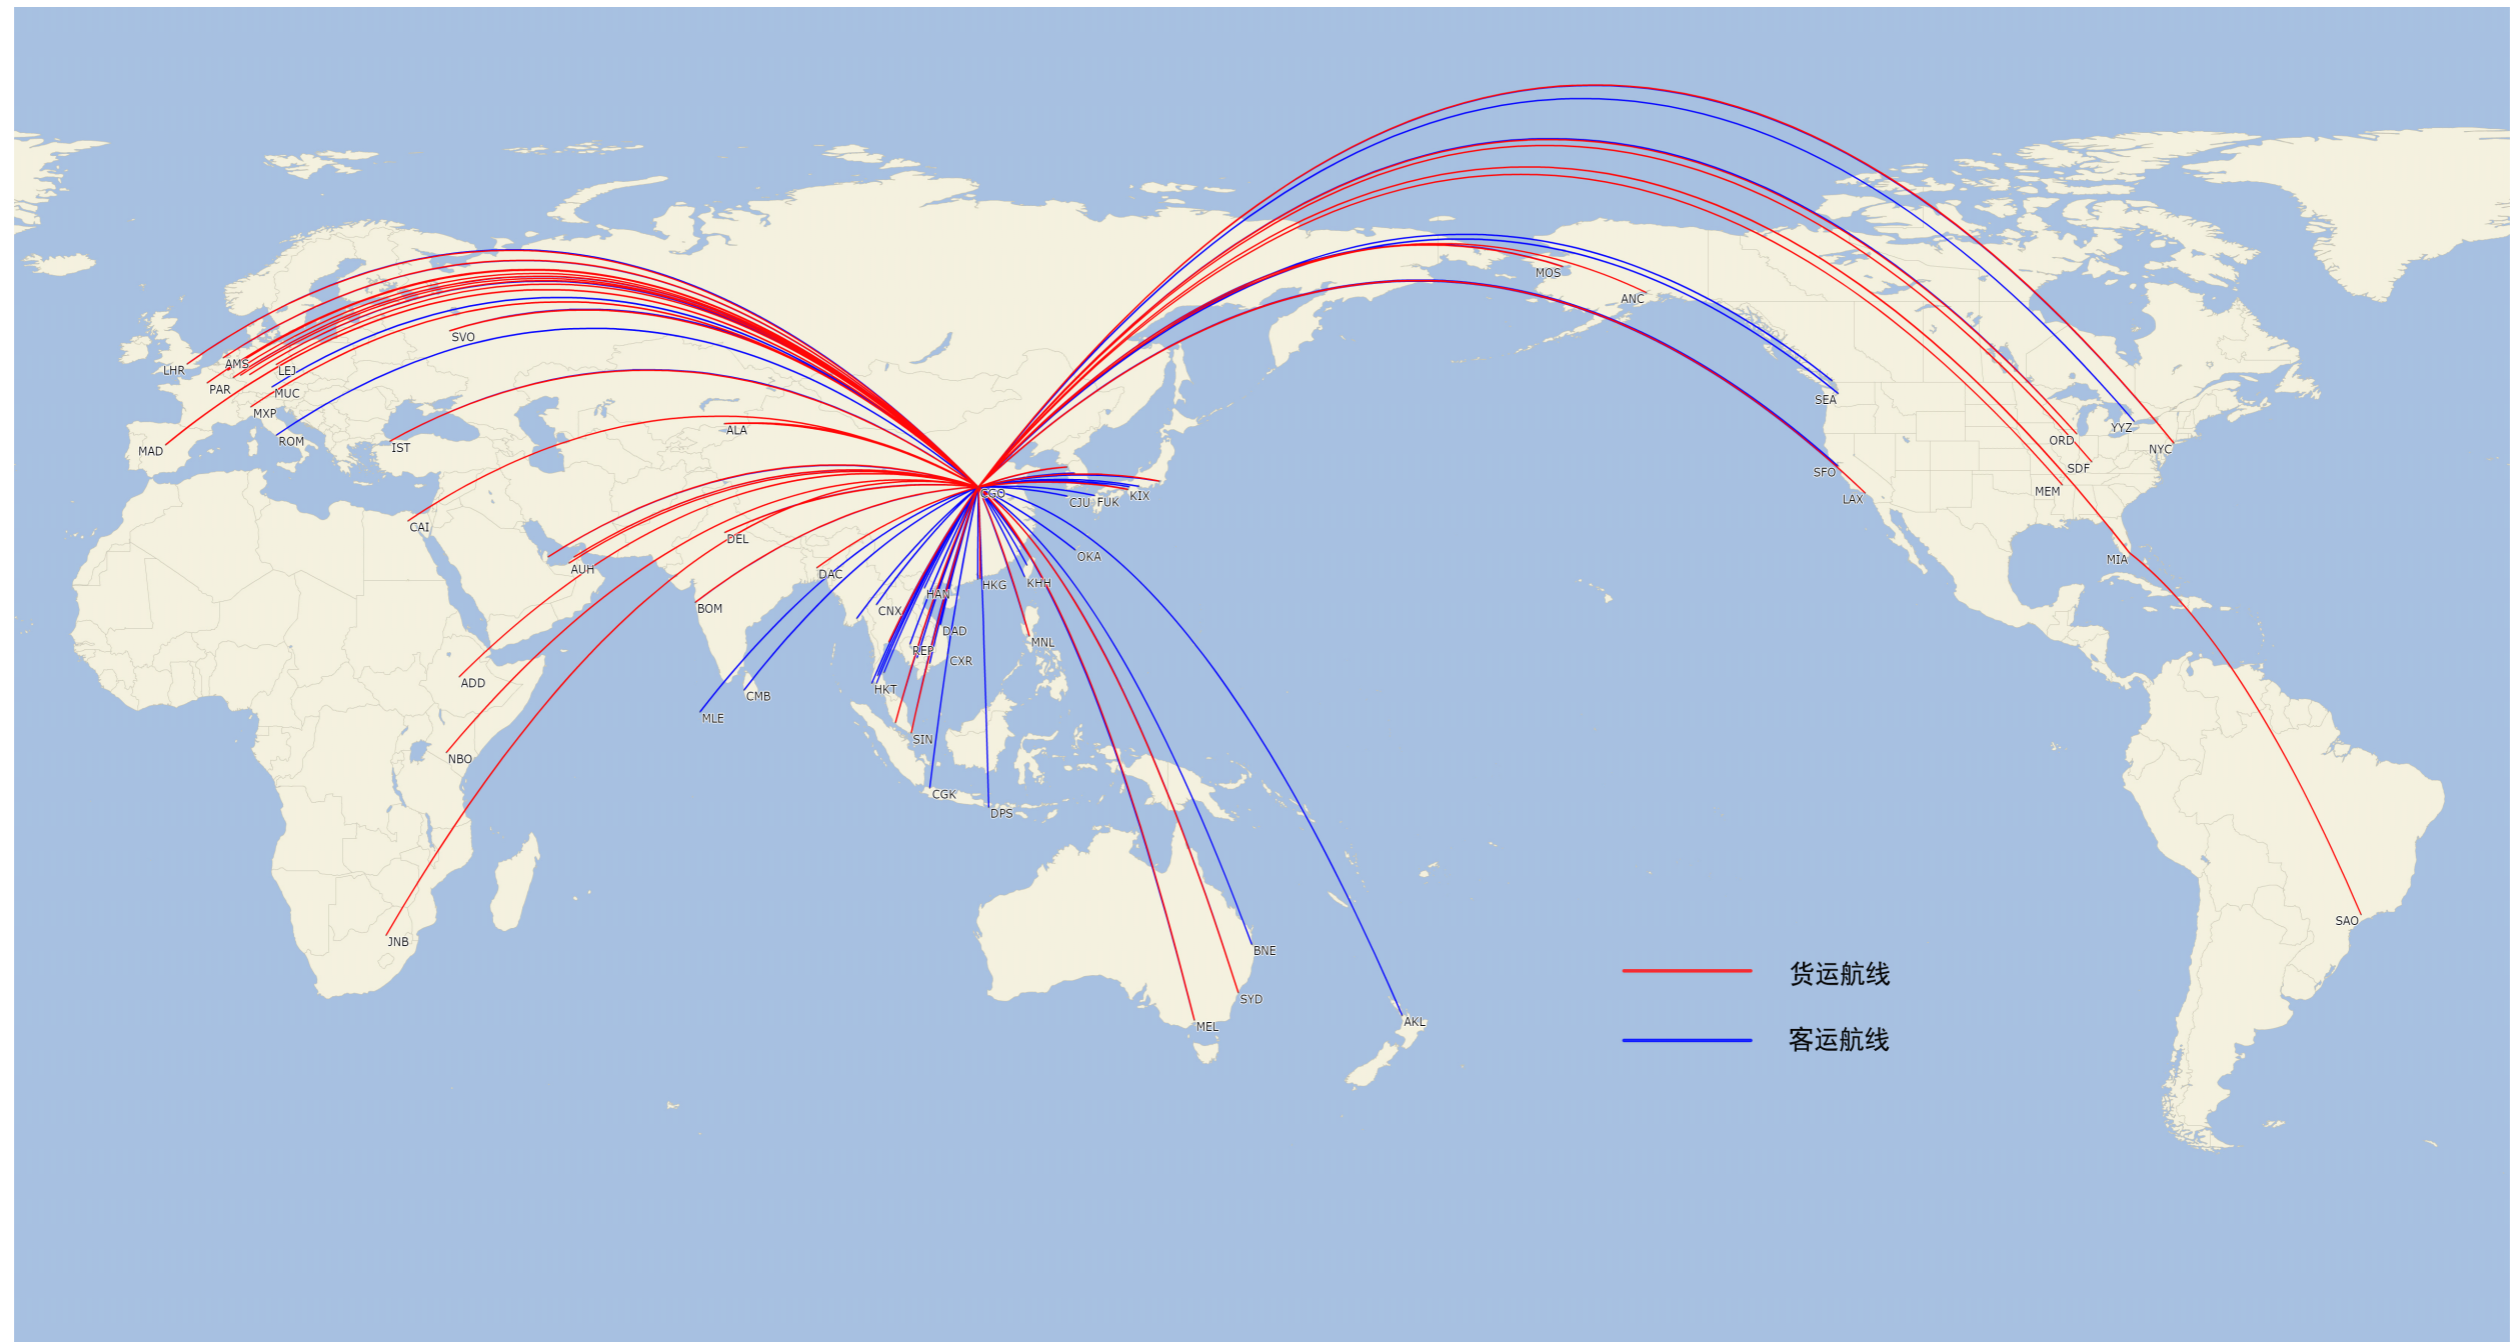 MOS
ANC
SVO
AMS
LHR
LEJ
PAR
MUC
SEA
MXP
YYZ
ALA
ROM
ORD
IST
NYC
MAD
SDF
SFO
MEM
CGO
KIX
LAX
CJU
FUK
CAI
DEL
OKA
MIA
AUH
DAC
KHH
HKG
HAN
BOM
CNX
DAD
MNL
REP
CXR
ADD
HKT
CMB
MLE
SIN
NBO
CGK
DPS
SAO
JNB
BNE
货运航线
SYD
AKL
MEL
客运航线